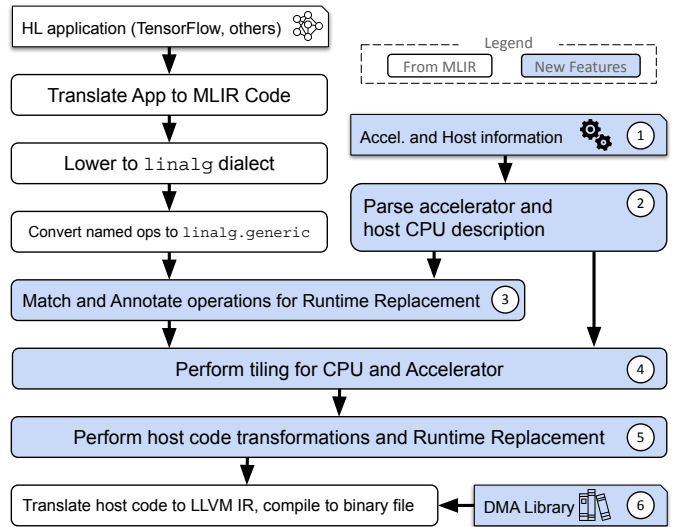 HL application (TensorFlow, others)
Legend
From MLIR
New Features
Translate App to MLIR Code
Accel. and Host information
1
Lower to linalg dialect
Parse accelerator and
host CPU description
2
Convert named ops to linalg.generic
Match and Annotate operations for Runtime Replacement
3
Perform tiling for CPU and Accelerator
4
Perform host code transformations and Runtime Replacement
5
Translate host code to LLVM IR, compile to binary file
DMA Library
6